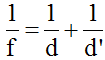 1/f = 1/d + 1/d'